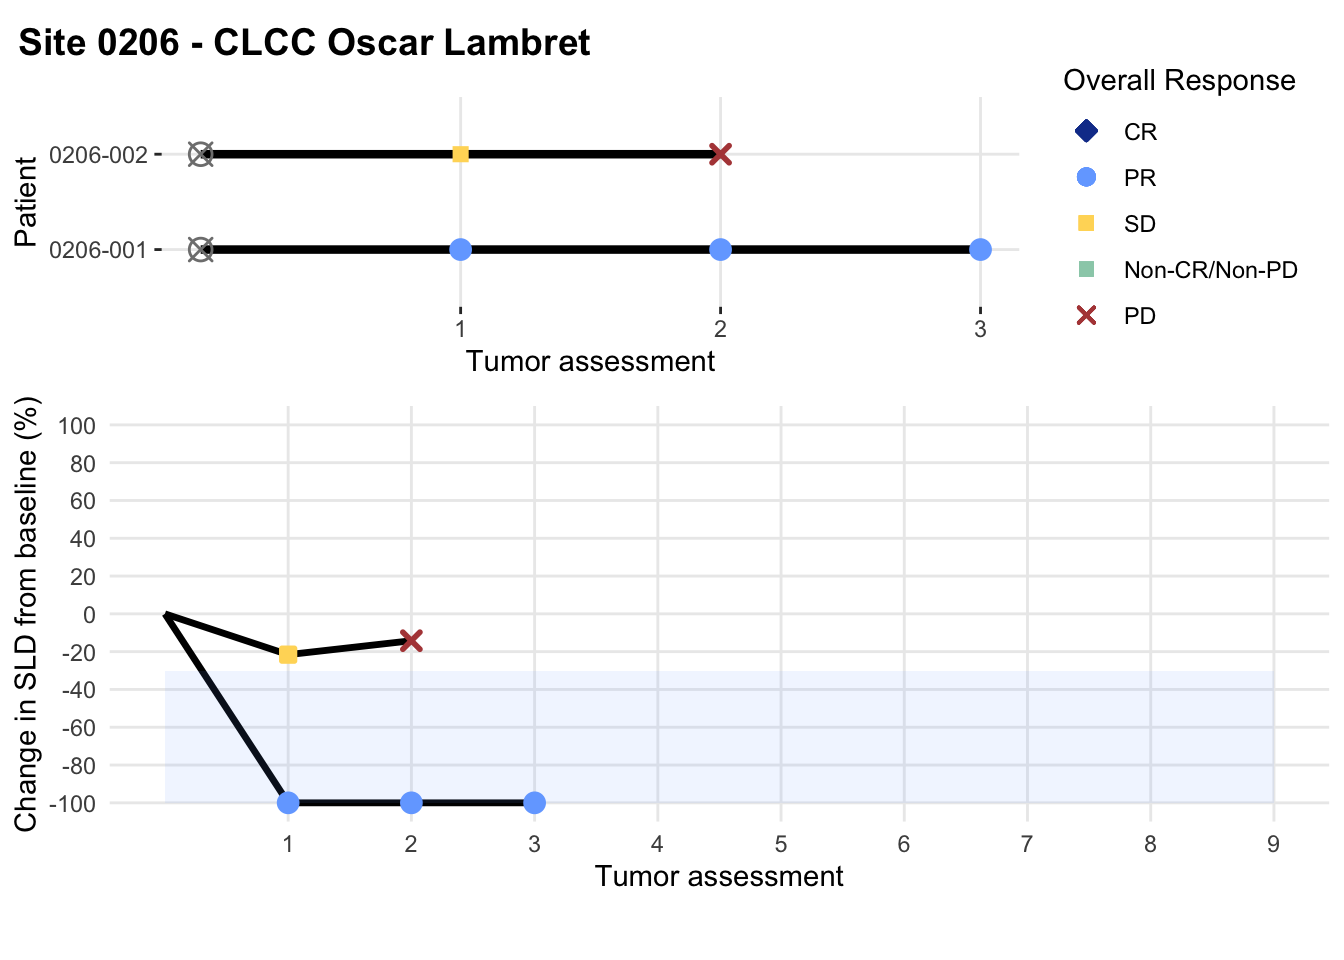 Site 0206 - CLCC Oscar Lambret
Overall Response
CR
PR
SD
Non-CR/Non-PD
PD
Patient
0206-002
0206-001
1 2 3
Tumor assessment
Change in SLD from baseline (%)
100
80
60
40
20
0
-20
-40
-60
-80
-100
1 2 3 4 5 6 7 8 9
Tumor assessment